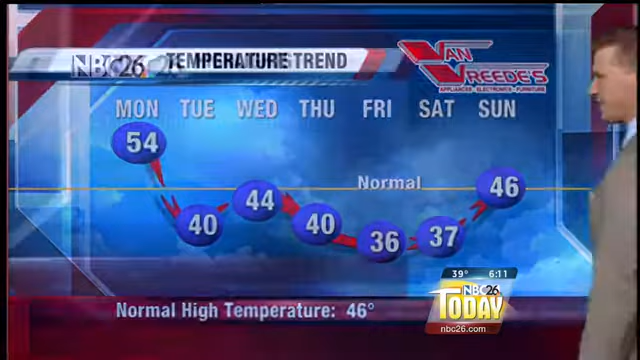 NBC26
TEMPERATURE TREND
VAN
VREEDE'S
APPLIANCES - ELECTRONICS - FURNITURE
MON TUE WED THU FRI SAT SUN
54
40
44
40
36
37
46
Normal
Normal High Temperature: 46°
39° 6:11
NBC26
TODAY
nbc26.com